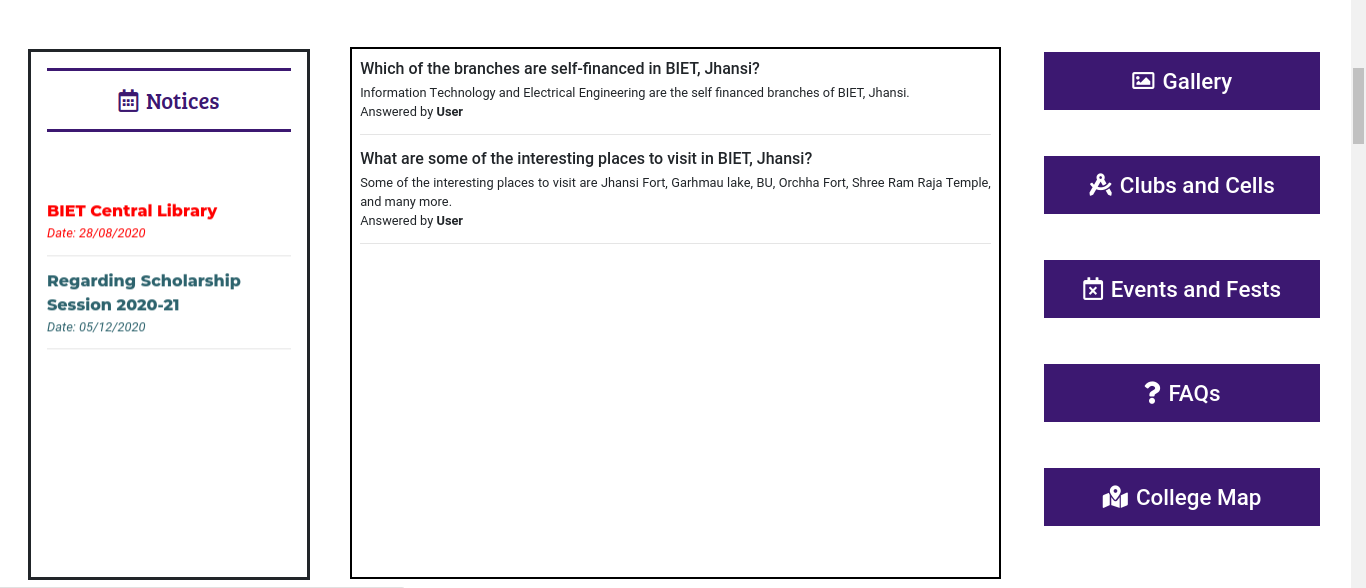 Notices
BIET Central Library
Date: 28/08/2020
Regarding Scholarship
Session 2020-21
Date: 05/12/2020
Which of the branches are self-financed in BIET, Jhansi?
Information Technology and Electrical Engineering are the self financed branches of BIET, Jhansi.
Answered by User
What are some of the interesting places to visit in BIET, Jhansi?
Some of the interesting places to visit are Jhansi Fort, Garhmau lake, BU, Orchha Fort, Shree Ram Raja Temple,
and many more.
Answered by User
Gallery
Clubs and Cells
Events and Fests
FAQs
College Map